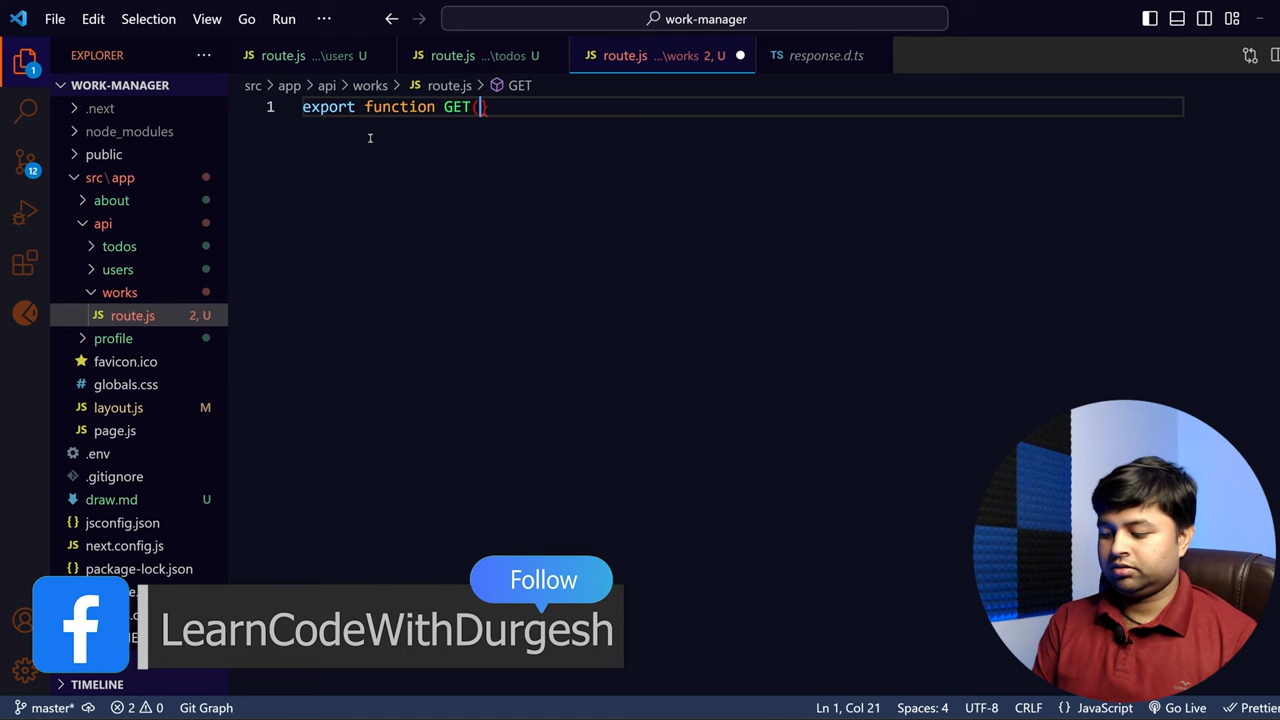 File Edit Selection View Go Run ··· work-manager
EXPLORER ···
route.js ...\users U
route.js ...\todos U
route.js ...\works 2, U
TS response.d.ts
WORK-MANAGER
src > app > api > works > JS route.js > GET
1 export function GET()
.next
node_modules
public
src\app
about
api
todos
users
works
JS route.js 2, U
profile
favicon.ico
# globals.css
JS layout.js M
JS page.js
.env
.gitignore
draw.md U
{} jsconfig.json
JS next.config.js
{} package-lock.json
TIMELINE
Follow
LearnCodeWithDurgesh
1
12
master* 2 0 Git Graph
Ln 1, Col 21 Spaces: 4 UTF-8 CRLF {} JavaScript Go Live Prettier